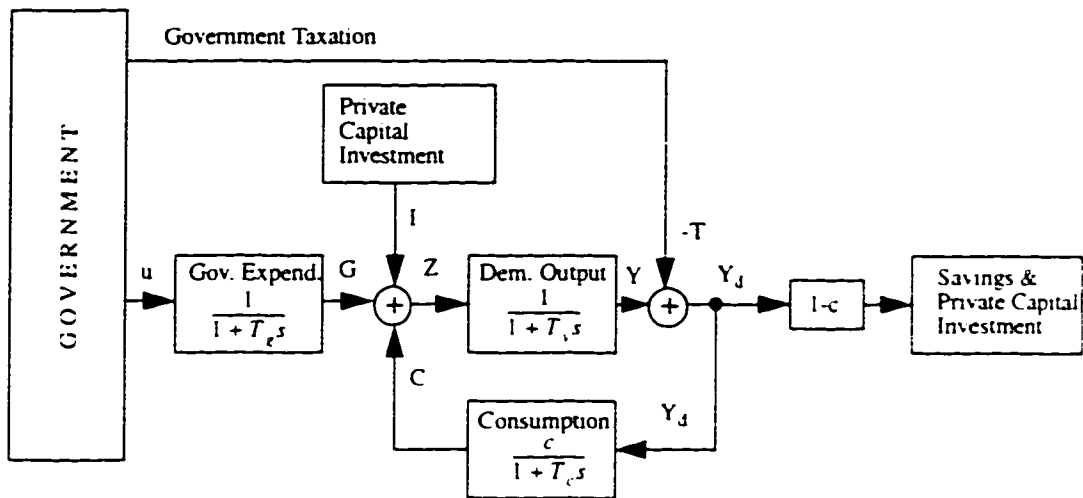 Government Taxation
GOVERNMENT
Private
Capital
Investment
I
-T
u
Gov. Expend.
1
1 + T_g s
G
+
Z
Dem. Output
1
1 + T_y s
Y
+
Y_d
1-c
Savings &
Private Capital
Investment
C
Consumption
c
1 + T_c s
Y_d